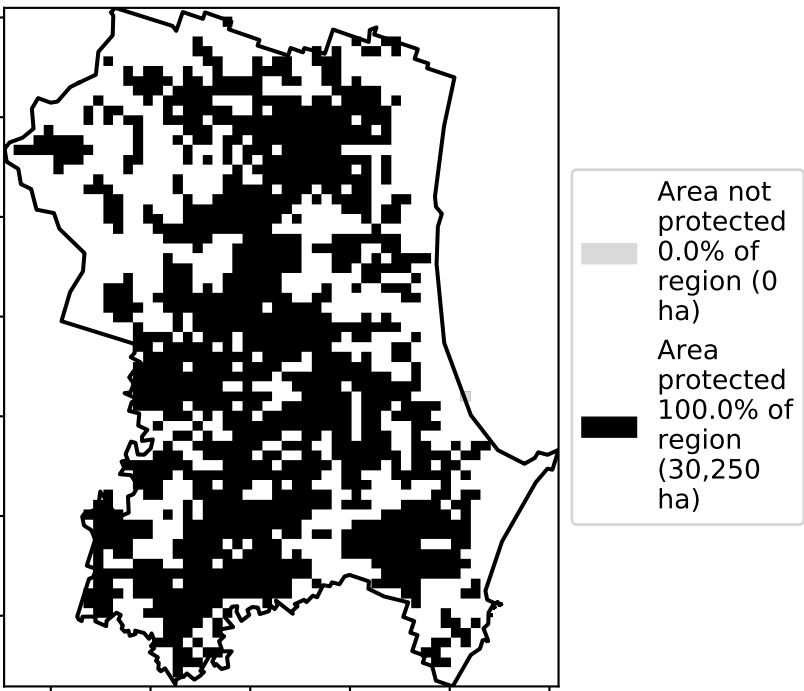 Area not
protected
0.0% of
region (0
ha)
Area
protected
100.0% of
region
(30,250
ha)